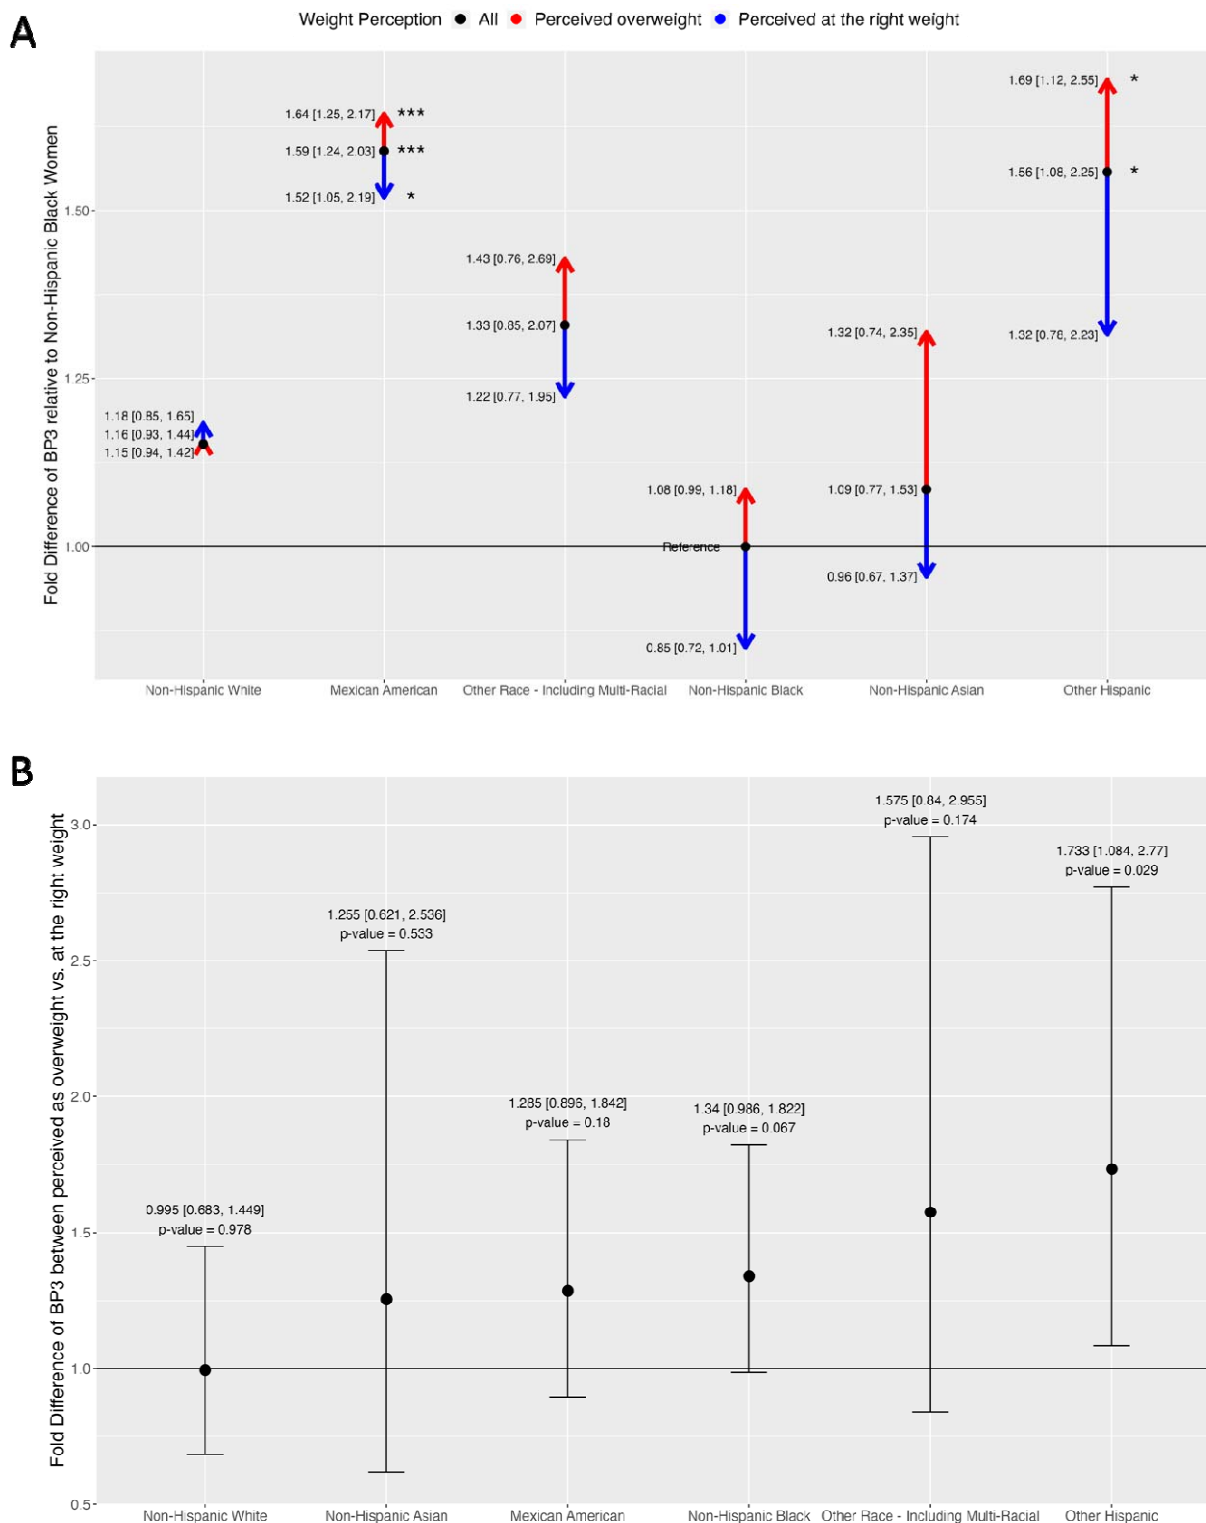 A
Weight Perception All Perceived overweight Perceived at the right weight
Fold Difference of BP3 relative to Non-Hispanic Black Women
1.50
1.25
1.00
1.18 [0.85, 1.65]
1.16 [0.93, 1.44]
1.15 [0.94, 1.42]
1.64 [1.25, 2.17] ***
1.59 [1.24, 2.03] ***
1.52 [1.05, 2.19] *
1.43 [0.76, 2.69]
1.33 [0.85, 2.07]
1.22 [0.77, 1.95]
1.08 [0.99, 1.18]
Reference
0.85 [0.72, 1.01]
1.32 [0.74, 2.35]
1.09 [0.77, 1.53]
0.96 [0.67, 1.37]
1.69 [1.12, 2.55] *
1.56 [1.08, 2.25] *
1.32 [0.78, 2.23]
Non-Hispanic White
Mexican American
Other Race - Including Multi-Racial
Non-Hispanic Black
Non-Hispanic Asian
Other Hispanic
B
Fold Difference of BP3 between perceived as overweight vs. at the right weight
3.0
2.5
2.0
1.5
1.0
0.5
0.995 [0.683, 1.449]
p-value = 0.978
1.255 [0.621, 2.536]
p-value = 0.533
1.285 [0.896, 1.842]
p-value = 0.18
1.34 [0.986, 1.822]
p-value = 0.067
1.575 [0.84, 2.955]
p-value = 0.174
1.733 [1.084, 2.77]
p-value = 0.029
Non-Hispanic White
Non-Hispanic Asian
Mexican American
Non-Hispanic Black
Other Race - Including Multi-Racial
Other Hispanic